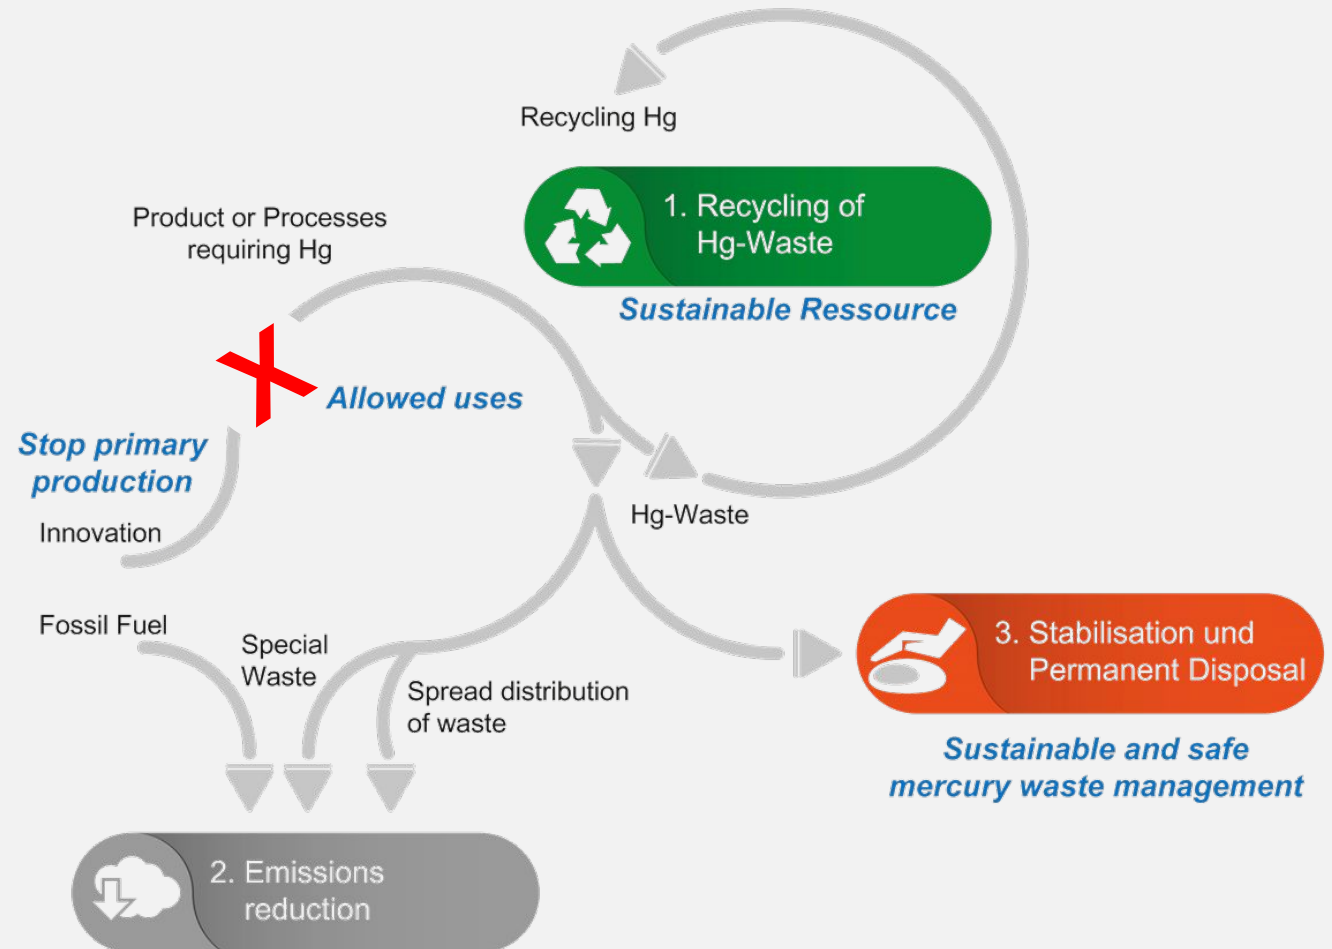 Recycling Hg
1. Recycling of
Hg-Waste
Sustainable Ressource
Product or Processes
requiring Hg
Allowed uses
Stop primary
production
Innovation
Hg-Waste
Fossil Fuel
Special
Waste
Spread distribution
of waste
3. Stabilisation und
Permanent Disposal
Sustainable and safe
mercury waste management
2. Emissions
reduction